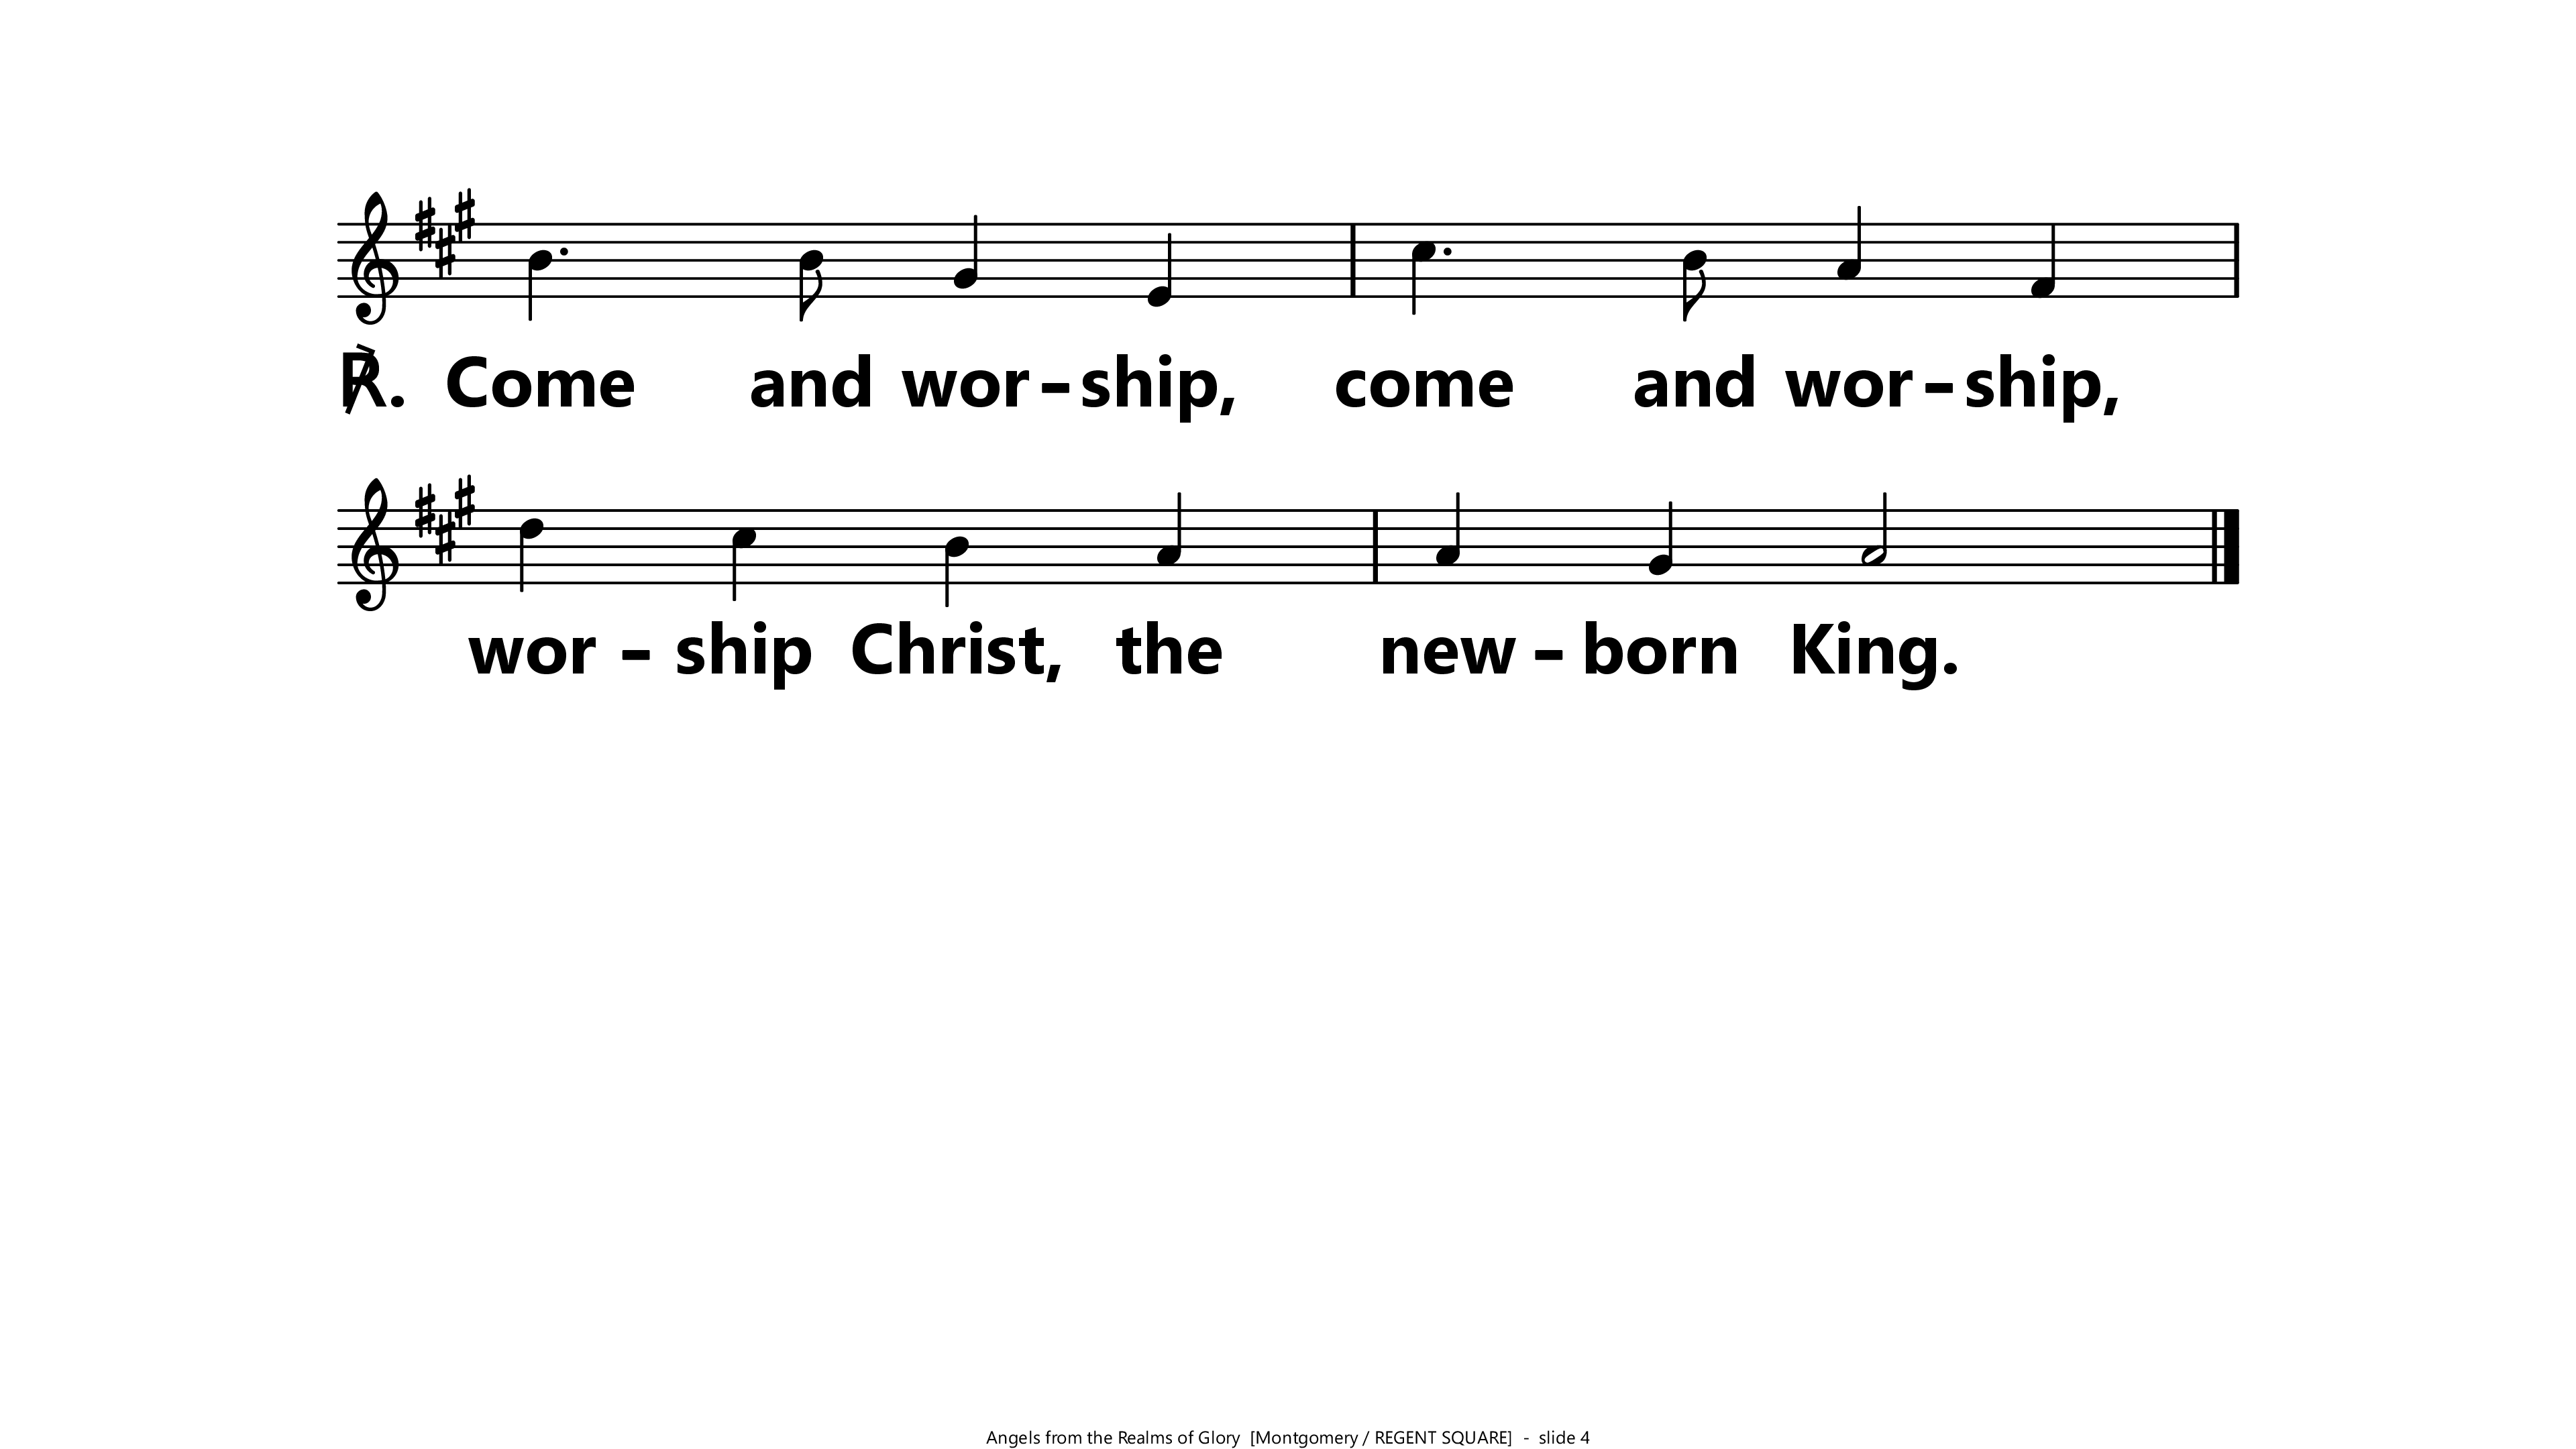 ℟. Come and wor-ship, come and wor-ship,
wor-ship Christ, the new-born King.
Angels from the Realms of Glory [Montgomery / REGENT SQUARE] - slide 4